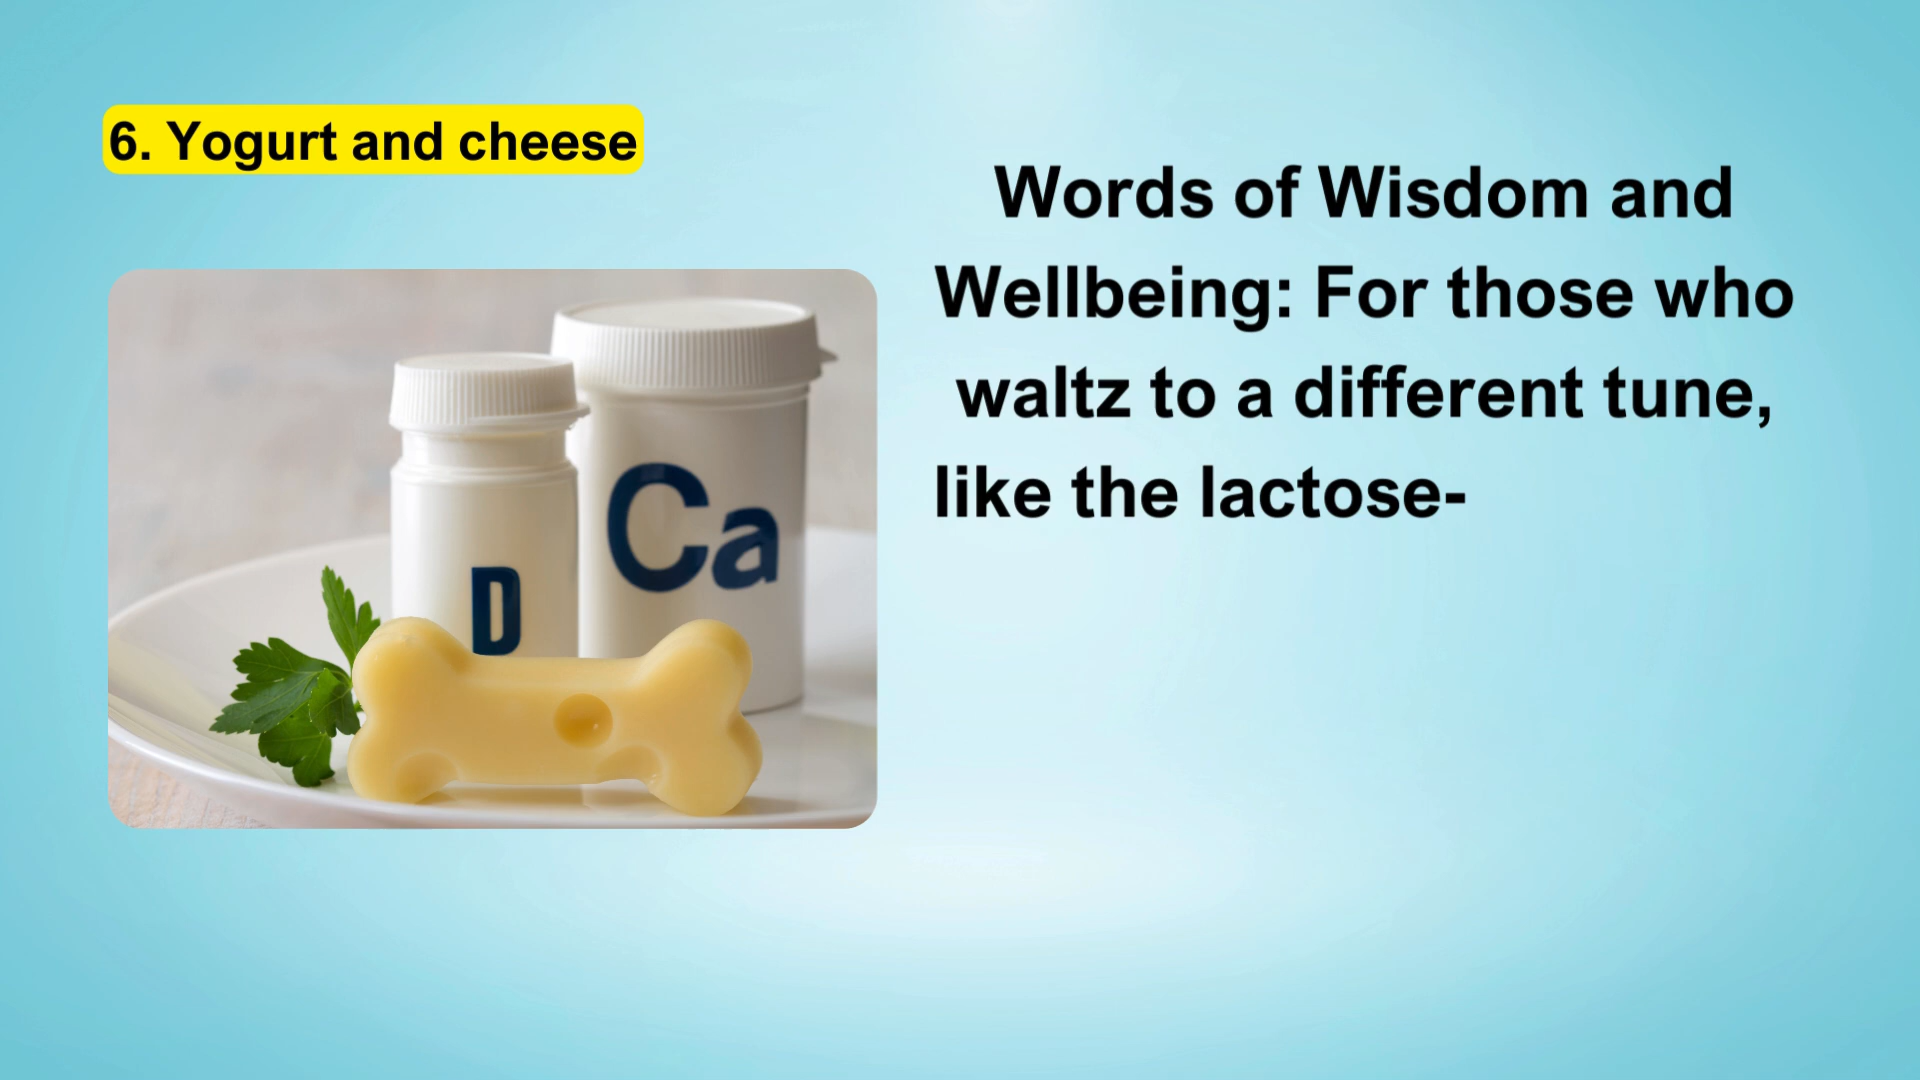 6. Yogurt and cheese
Words of Wisdom and
Wellbeing: For those who
waltz to a different tune,
like the lactose-
Ca
D